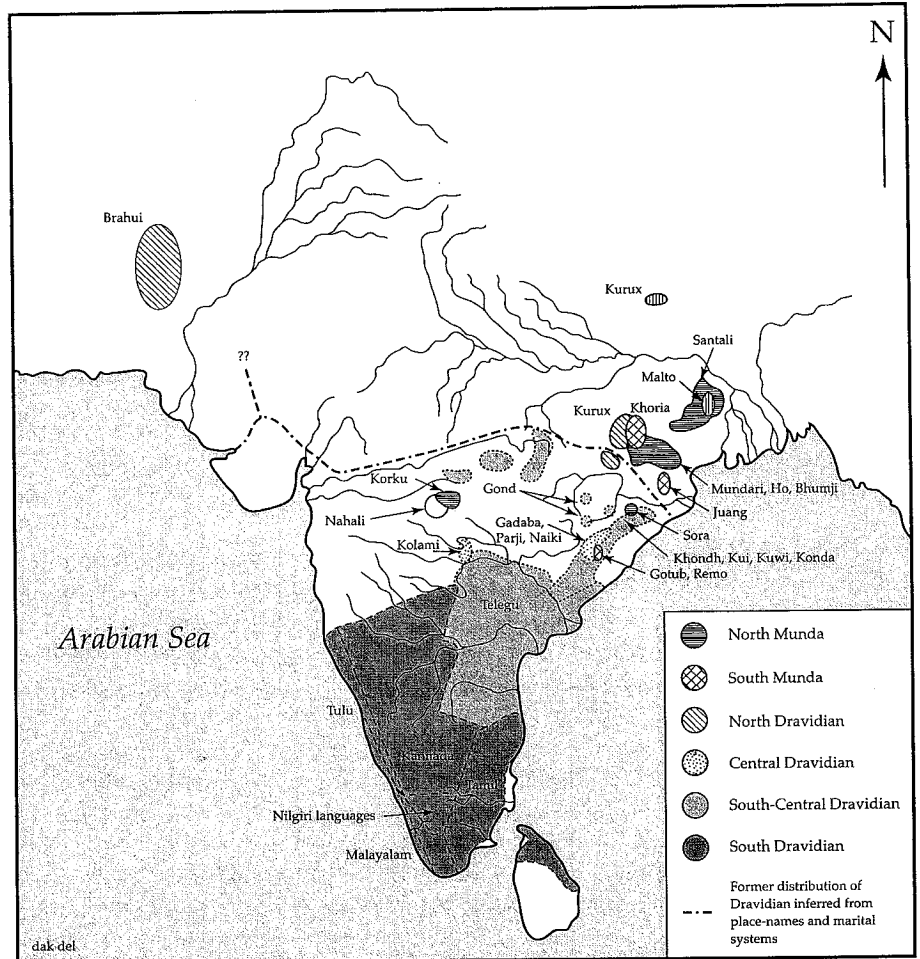 N
Brahui
Kurux
??
Santali
Malto
Kurux
Khoria
Korku
Gond
Mundari, Ho, Bhumji
Nahali
Gadaba,
Parji, Naiki
Juang
Sora
Kolami
Khondh, Kui, Kuwi, Konda
Gotub, Remo
Telegu
Arabian Sea
Tulu
Kannada
Tamil
Nilgiri languages
Malayalam
North Munda
South Munda
North Dravidian
Central Dravidian
South-Central Dravidian
South Dravidian
Former distribution of
Dravidian inferred from
place-names and marital
systems
dak del